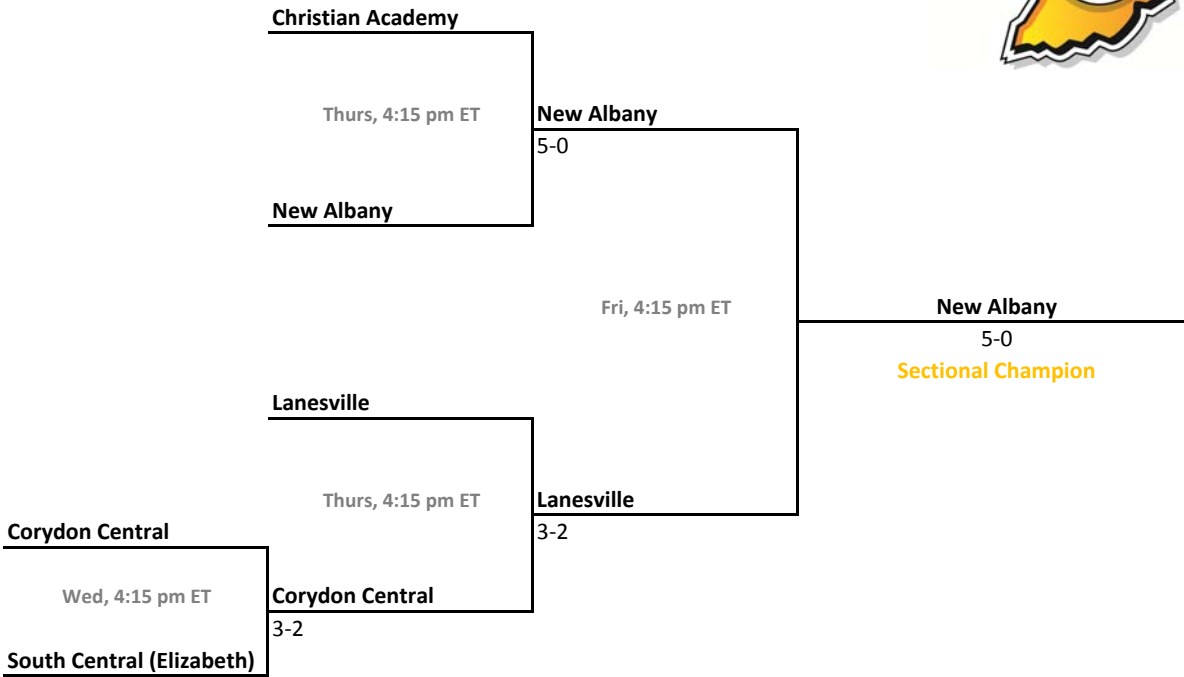 Christian Academy
Thurs, 4:15 pm ET
New Albany
5-0
New Albany
Fri, 4:15 pm ET
New Albany
5-0
Sectional Champion
Lanesville
Thurs, 4:15 pm ET
Lanesville
3-2
Corydon Central
Wed, 4:15 pm ET
Corydon Central
3-2
South Central (Elizabeth)